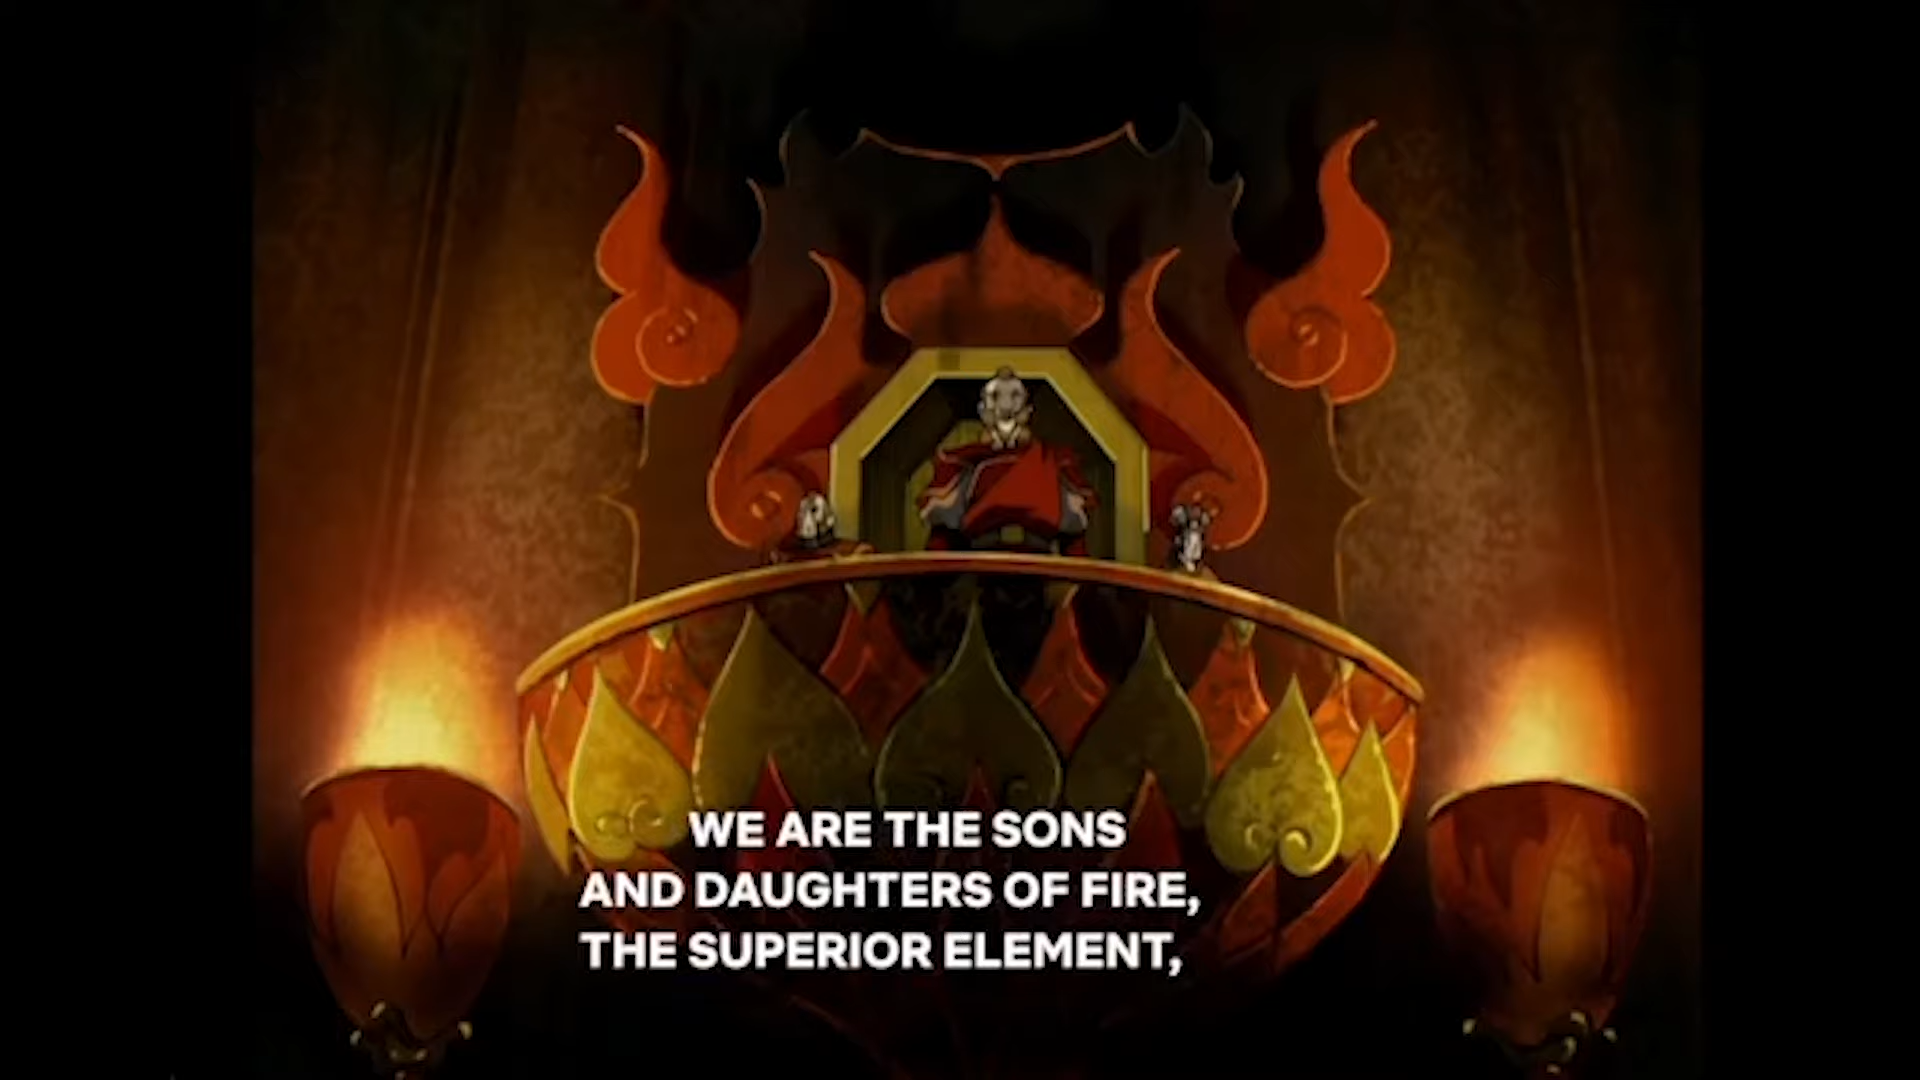 WE ARE THE SONS
AND DAUGHTERS OF FIRE,
THE SUPERIOR ELEMENT,